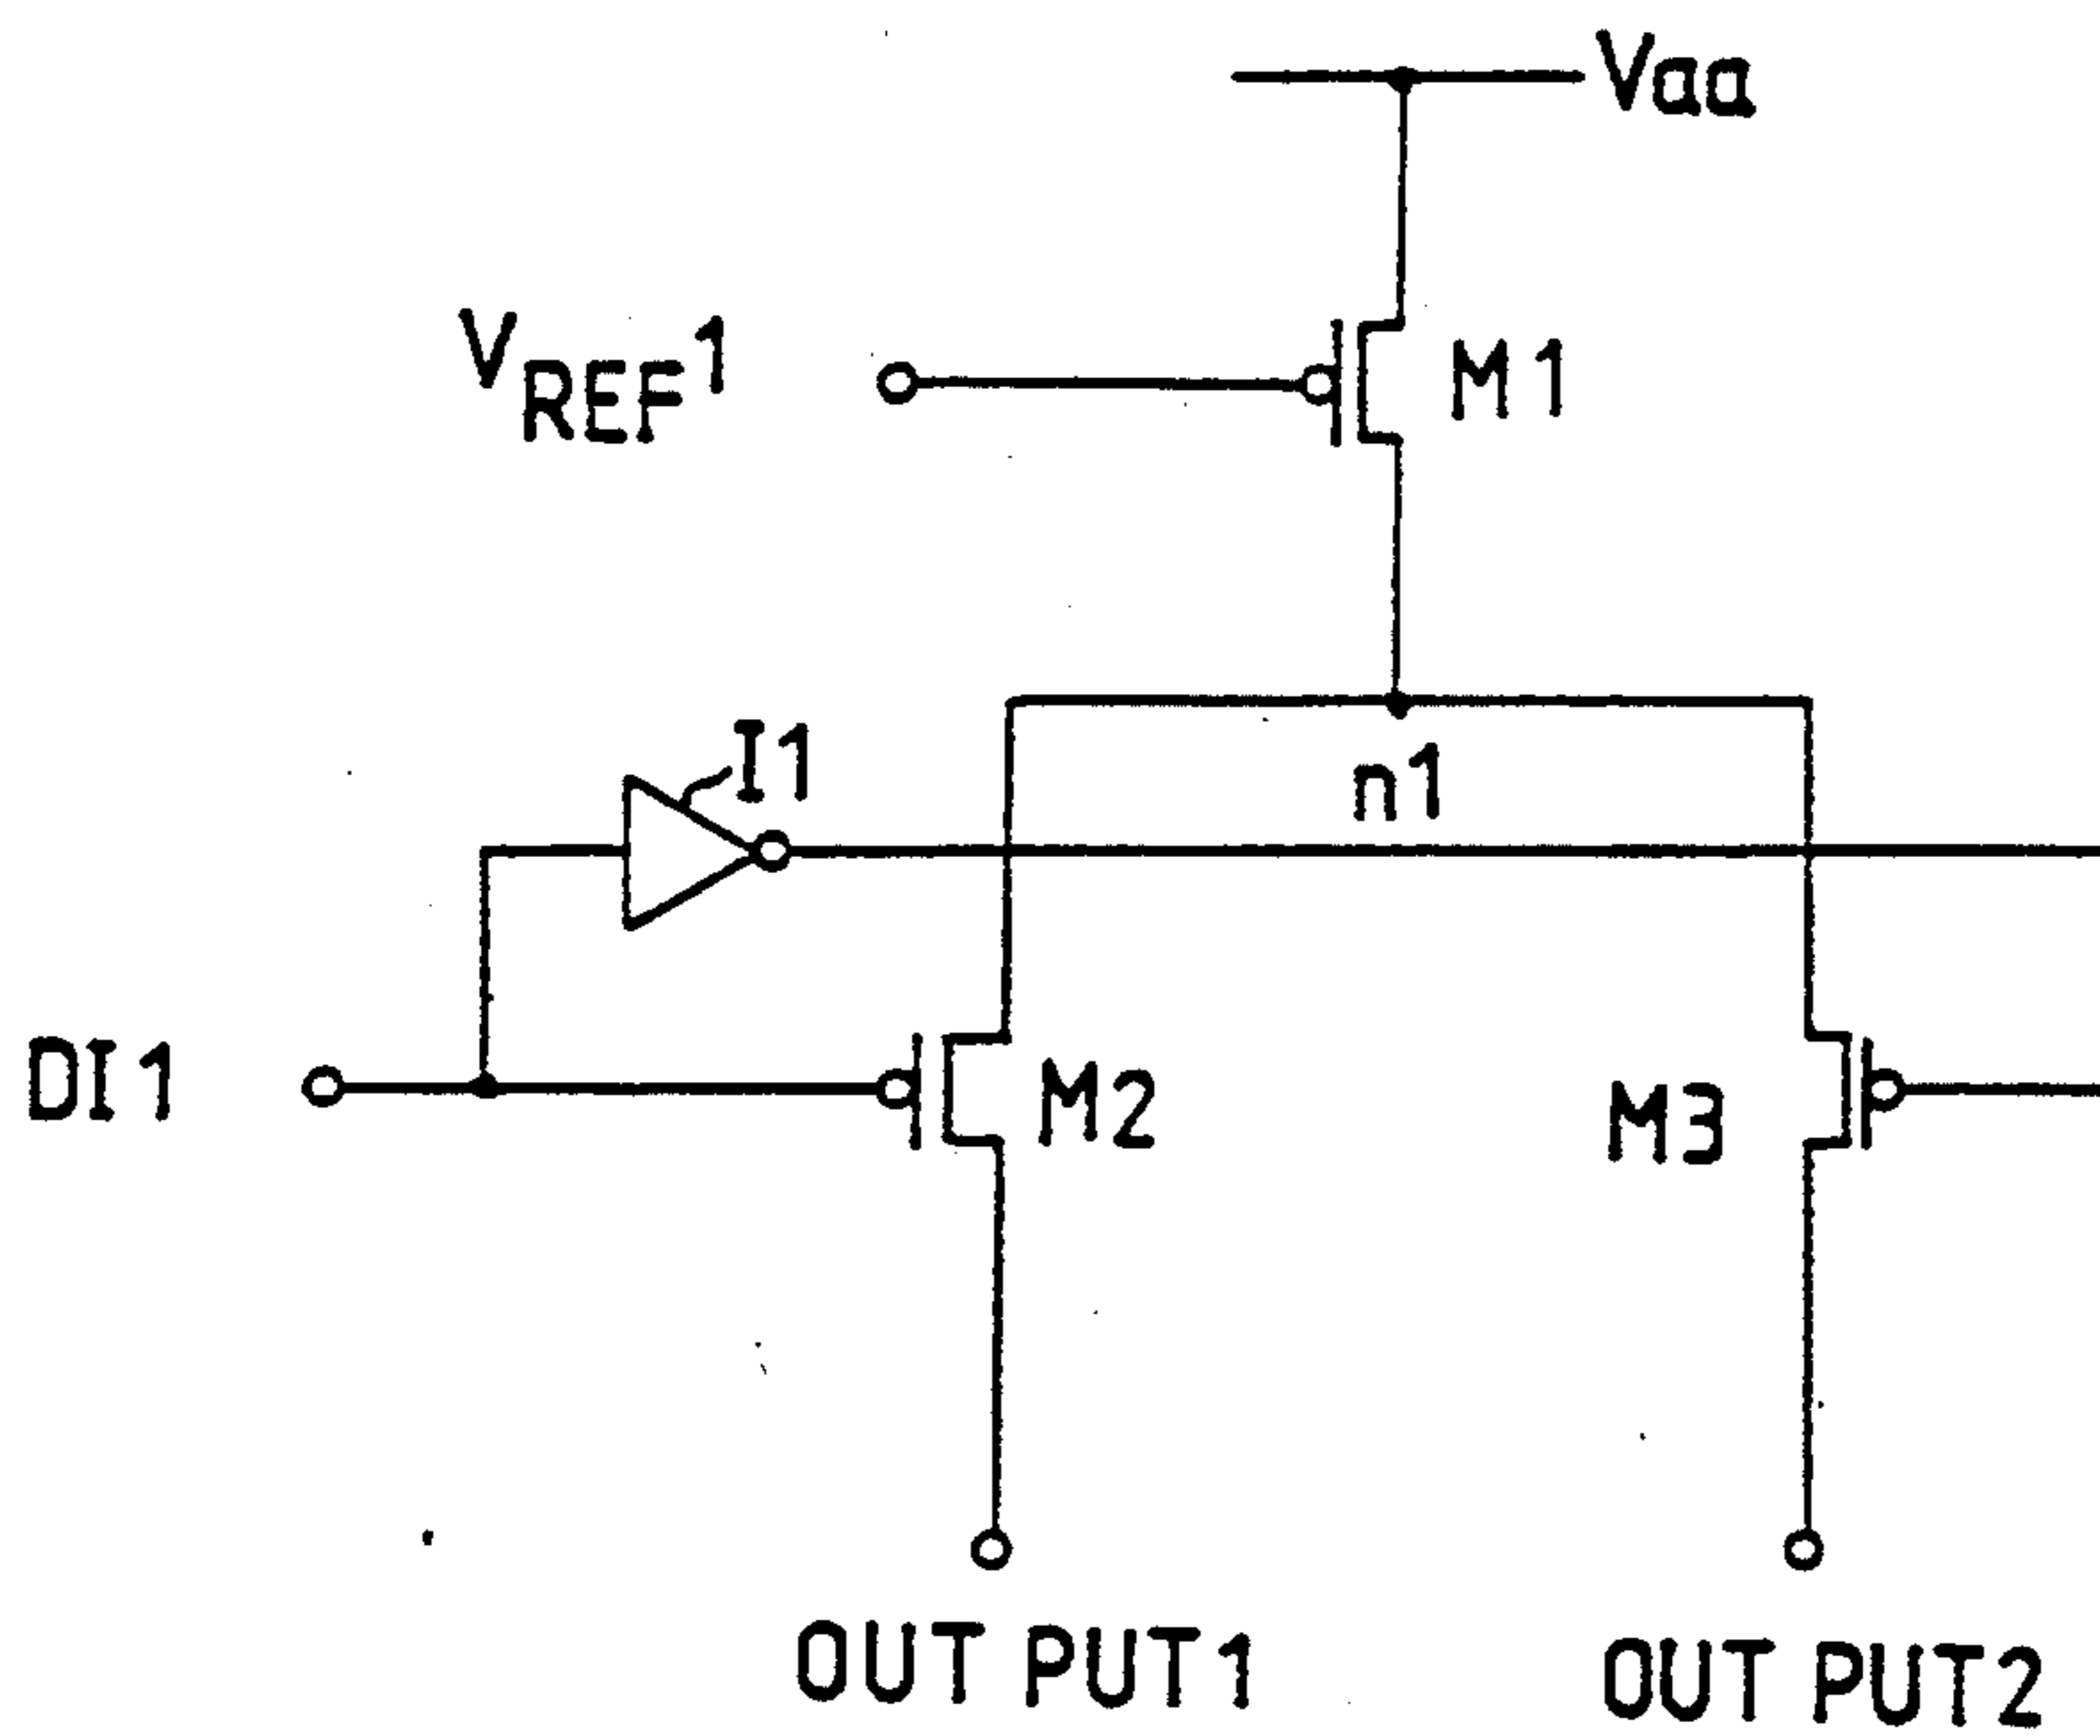 Vaa
VREF1
M1
I1
n1
DI1
M2
M3
OUT PUT1
OUT PUT2